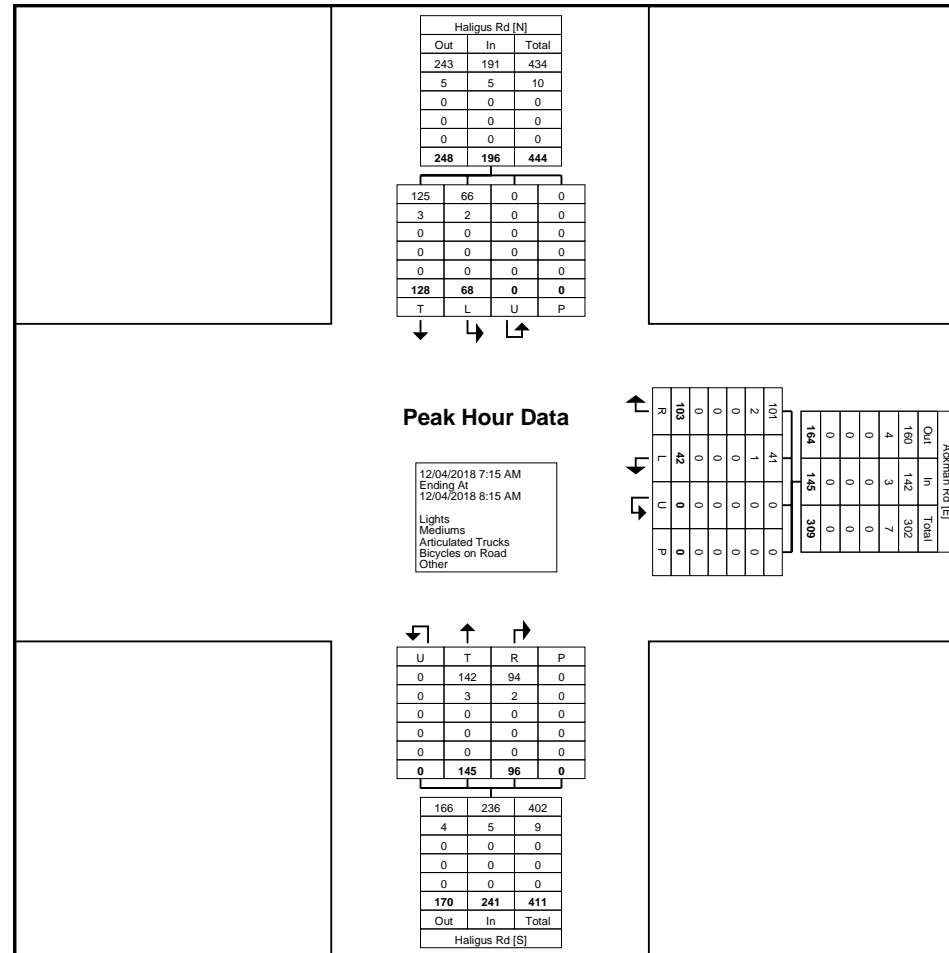 Haligus Rd [N]
Out In Total
243 191 434
5 5 10
0 0 0
0 0 0
0 0 0
248 196 444
125 66 0 0
3 2 0 0
0 0 0 0
0 0 0 0
0 0 0 0
128 68 0 0
T L U P
Peak Hour Data
12/04/2018 7:15 AM
Ending At
12/04/2018 8:15 AM
Lights
Mediums
Articulated Trucks
Bicycles on Road
Other
Ackman Rd [E]
Out In Total
160 142 302
4 3 7
0 0 0
0 0 0
0 0 0
164 145 309
101 41 0 0
2 1 0 0
0 0 0 0
0 0 0 0
0 0 0 0
103 42 0 0
R L U P
U T R P
0 142 94 0
0 3 2 0
0 0 0 0
0 0 0 0
0 0 0 0
0 145 96 0
166 236 402
4 5 9
0 0 0
0 0 0
0 0 0
170 241 411
Out In Total
Haligus Rd [S]